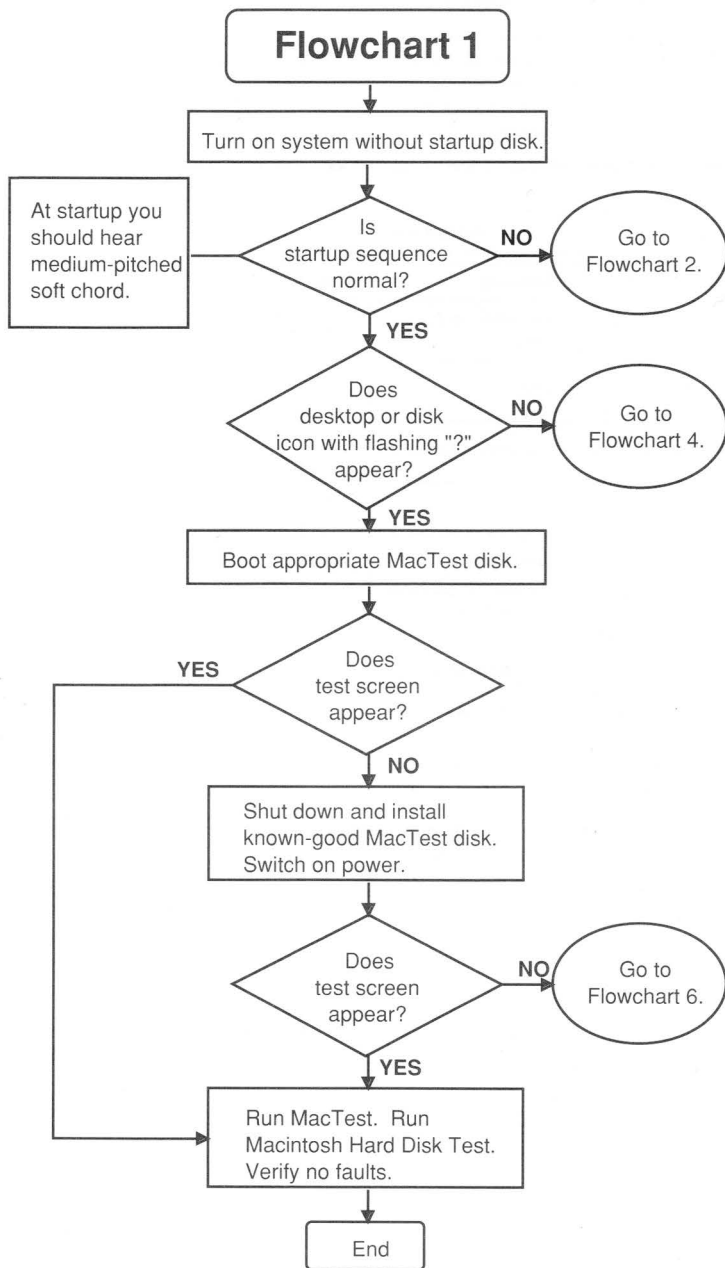 Flowchart 1
Turn on system without startup disk.
At startup you
should hear
medium-pitched
soft chord.
Is
startup sequence
normal?
NO
Go to
Flowchart 2.
YES
Does
desktop or disk
icon with flashing "?"
appear?
NO
Go to
Flowchart 4.
YES
Boot appropriate MacTest disk.
YES
Does
test screen
appear?
NO
Shut down and install
known-good MacTest disk.
Switch on power.
Does
test screen
appear?
NO
Go to
Flowchart 6.
YES
Run MacTest. Run
Macintosh Hard Disk Test.
Verify no faults.
End